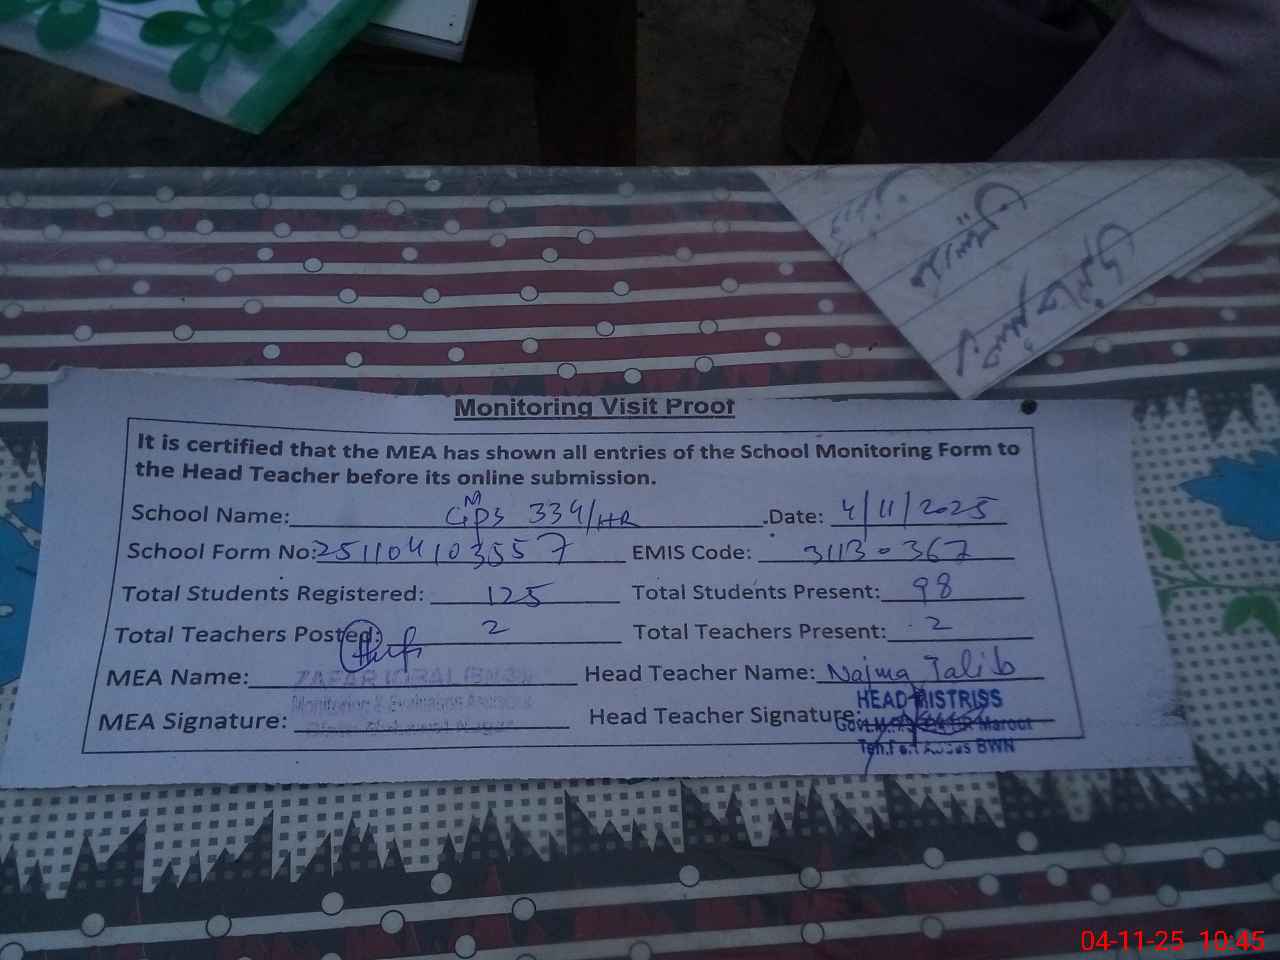 Monitoring Visit Proof
It is certified that the MEA has shown all entries of the School Monitoring Form to
the Head Teacher before its online submission.
School Name: GMPS 334/HR Date: 4/11/2025
School Form No: 251104103557 EMIS Code: 31130367
Total Students Registered: 125 Total Students Present: 98
Total Teachers Posted: 2 Total Teachers Present: 2
MEA Name: ZAFAR IQBAL Head Teacher Name: Najma Talib
Monitoring & Evaluation Assistant
MEA Signature: Head Teacher Signature:
HEAD MISTRISS
Marout
BWN
04-11-25 10:45